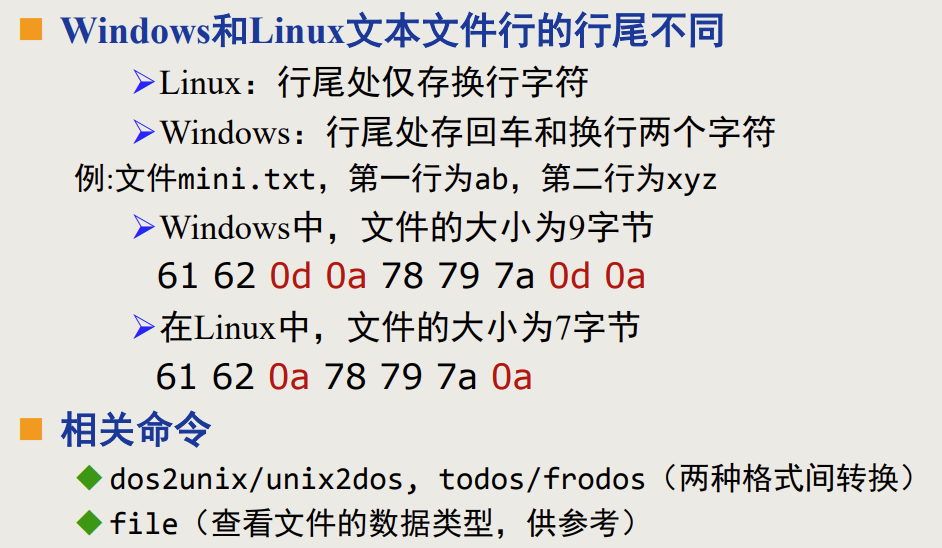 Windows和Linux文本文件行的行尾不同
Linux：行尾处仅存换行字符
Windows：行尾处存回车和换行两个字符
例:文件mini.txt，第一行为ab，第二行为xyz
Windows中，文件的大小为9字节
61 62 0d 0a 78 79 7a 0d 0a
在Linux中，文件的大小为7字节
61 62 0a 78 79 7a 0a
相关命令
dos2unix/unix2dos, todos/frodos（两种格式间转换）
file（查看文件的数据类型，供参考）